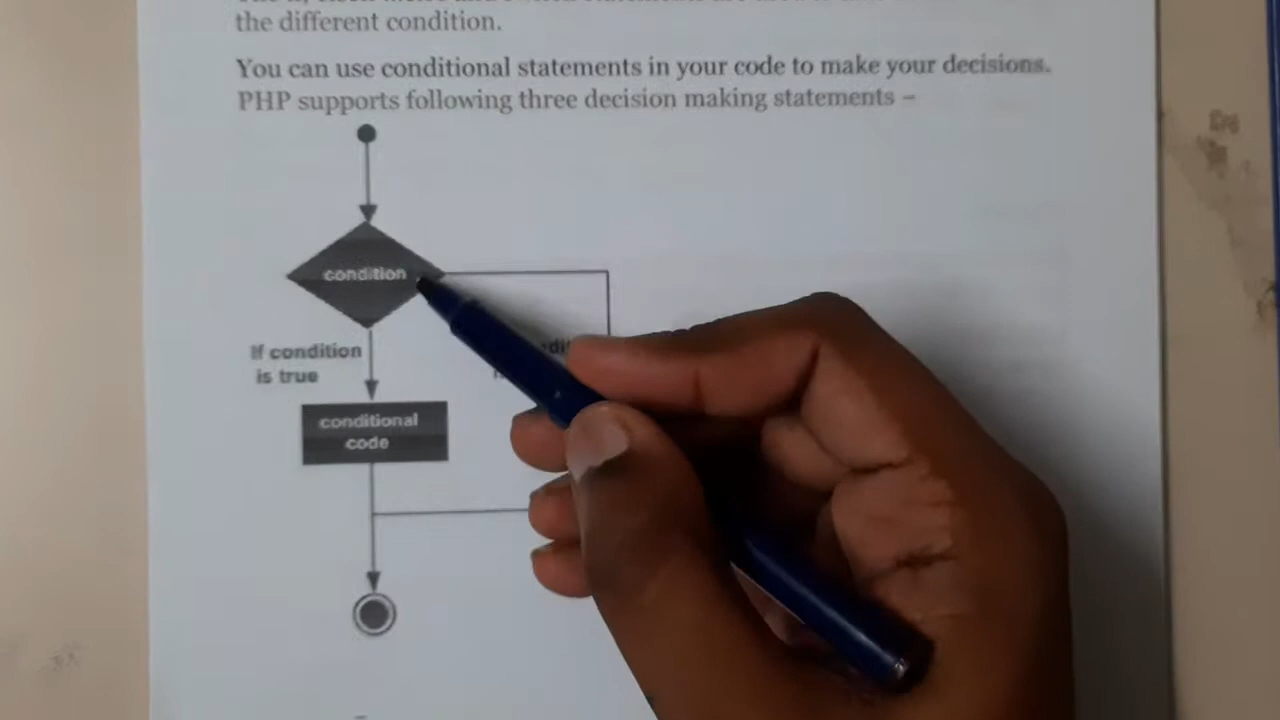 the different condition.
You can use conditional statements in your code to make your decisions.
PHP supports following three decision making statements –
condition
If condition
is true
conditional
code